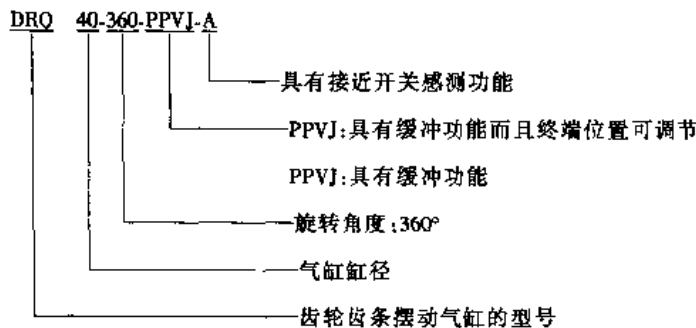 DRQ 40-360-PPVJ-A
具有接近开关感测功能
PPVJ:具有缓冲功能而且终端位置可调节
PPVJ:具有缓冲功能
旋转角度:360°
气缸缸径
齿轮齿条摆动气缸的型号